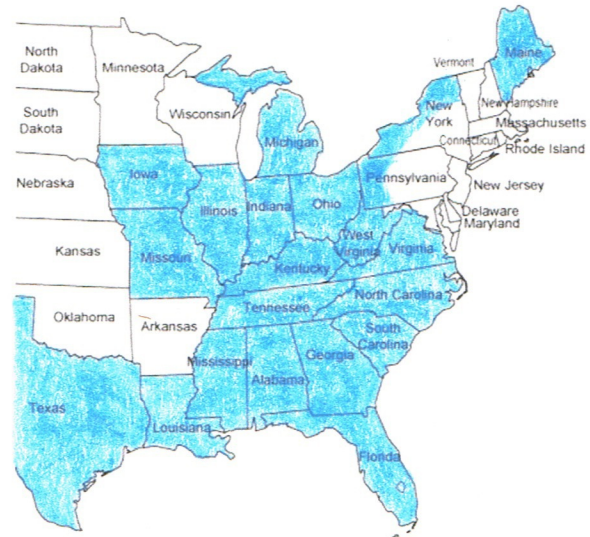 North
Dakota
Minnesota
South
Dakota
Wisconsin
Nebraska
Iowa
Kansas
Missouri
Oklahoma
Arkansas
Texas
Louisiana
Michigan
Illinois
Indiana
Ohio
Kentucky
Tennessee
Mississippi
Alabama
Georgia
Florida
South
Carolina
North Carolina
West
Virginia
Virginia
Pennsylvania
New
York
Vermont
Maine
New Hampshire
Massachusetts
Connecticut
Rhode Island
New Jersey
Delaware
Maryland